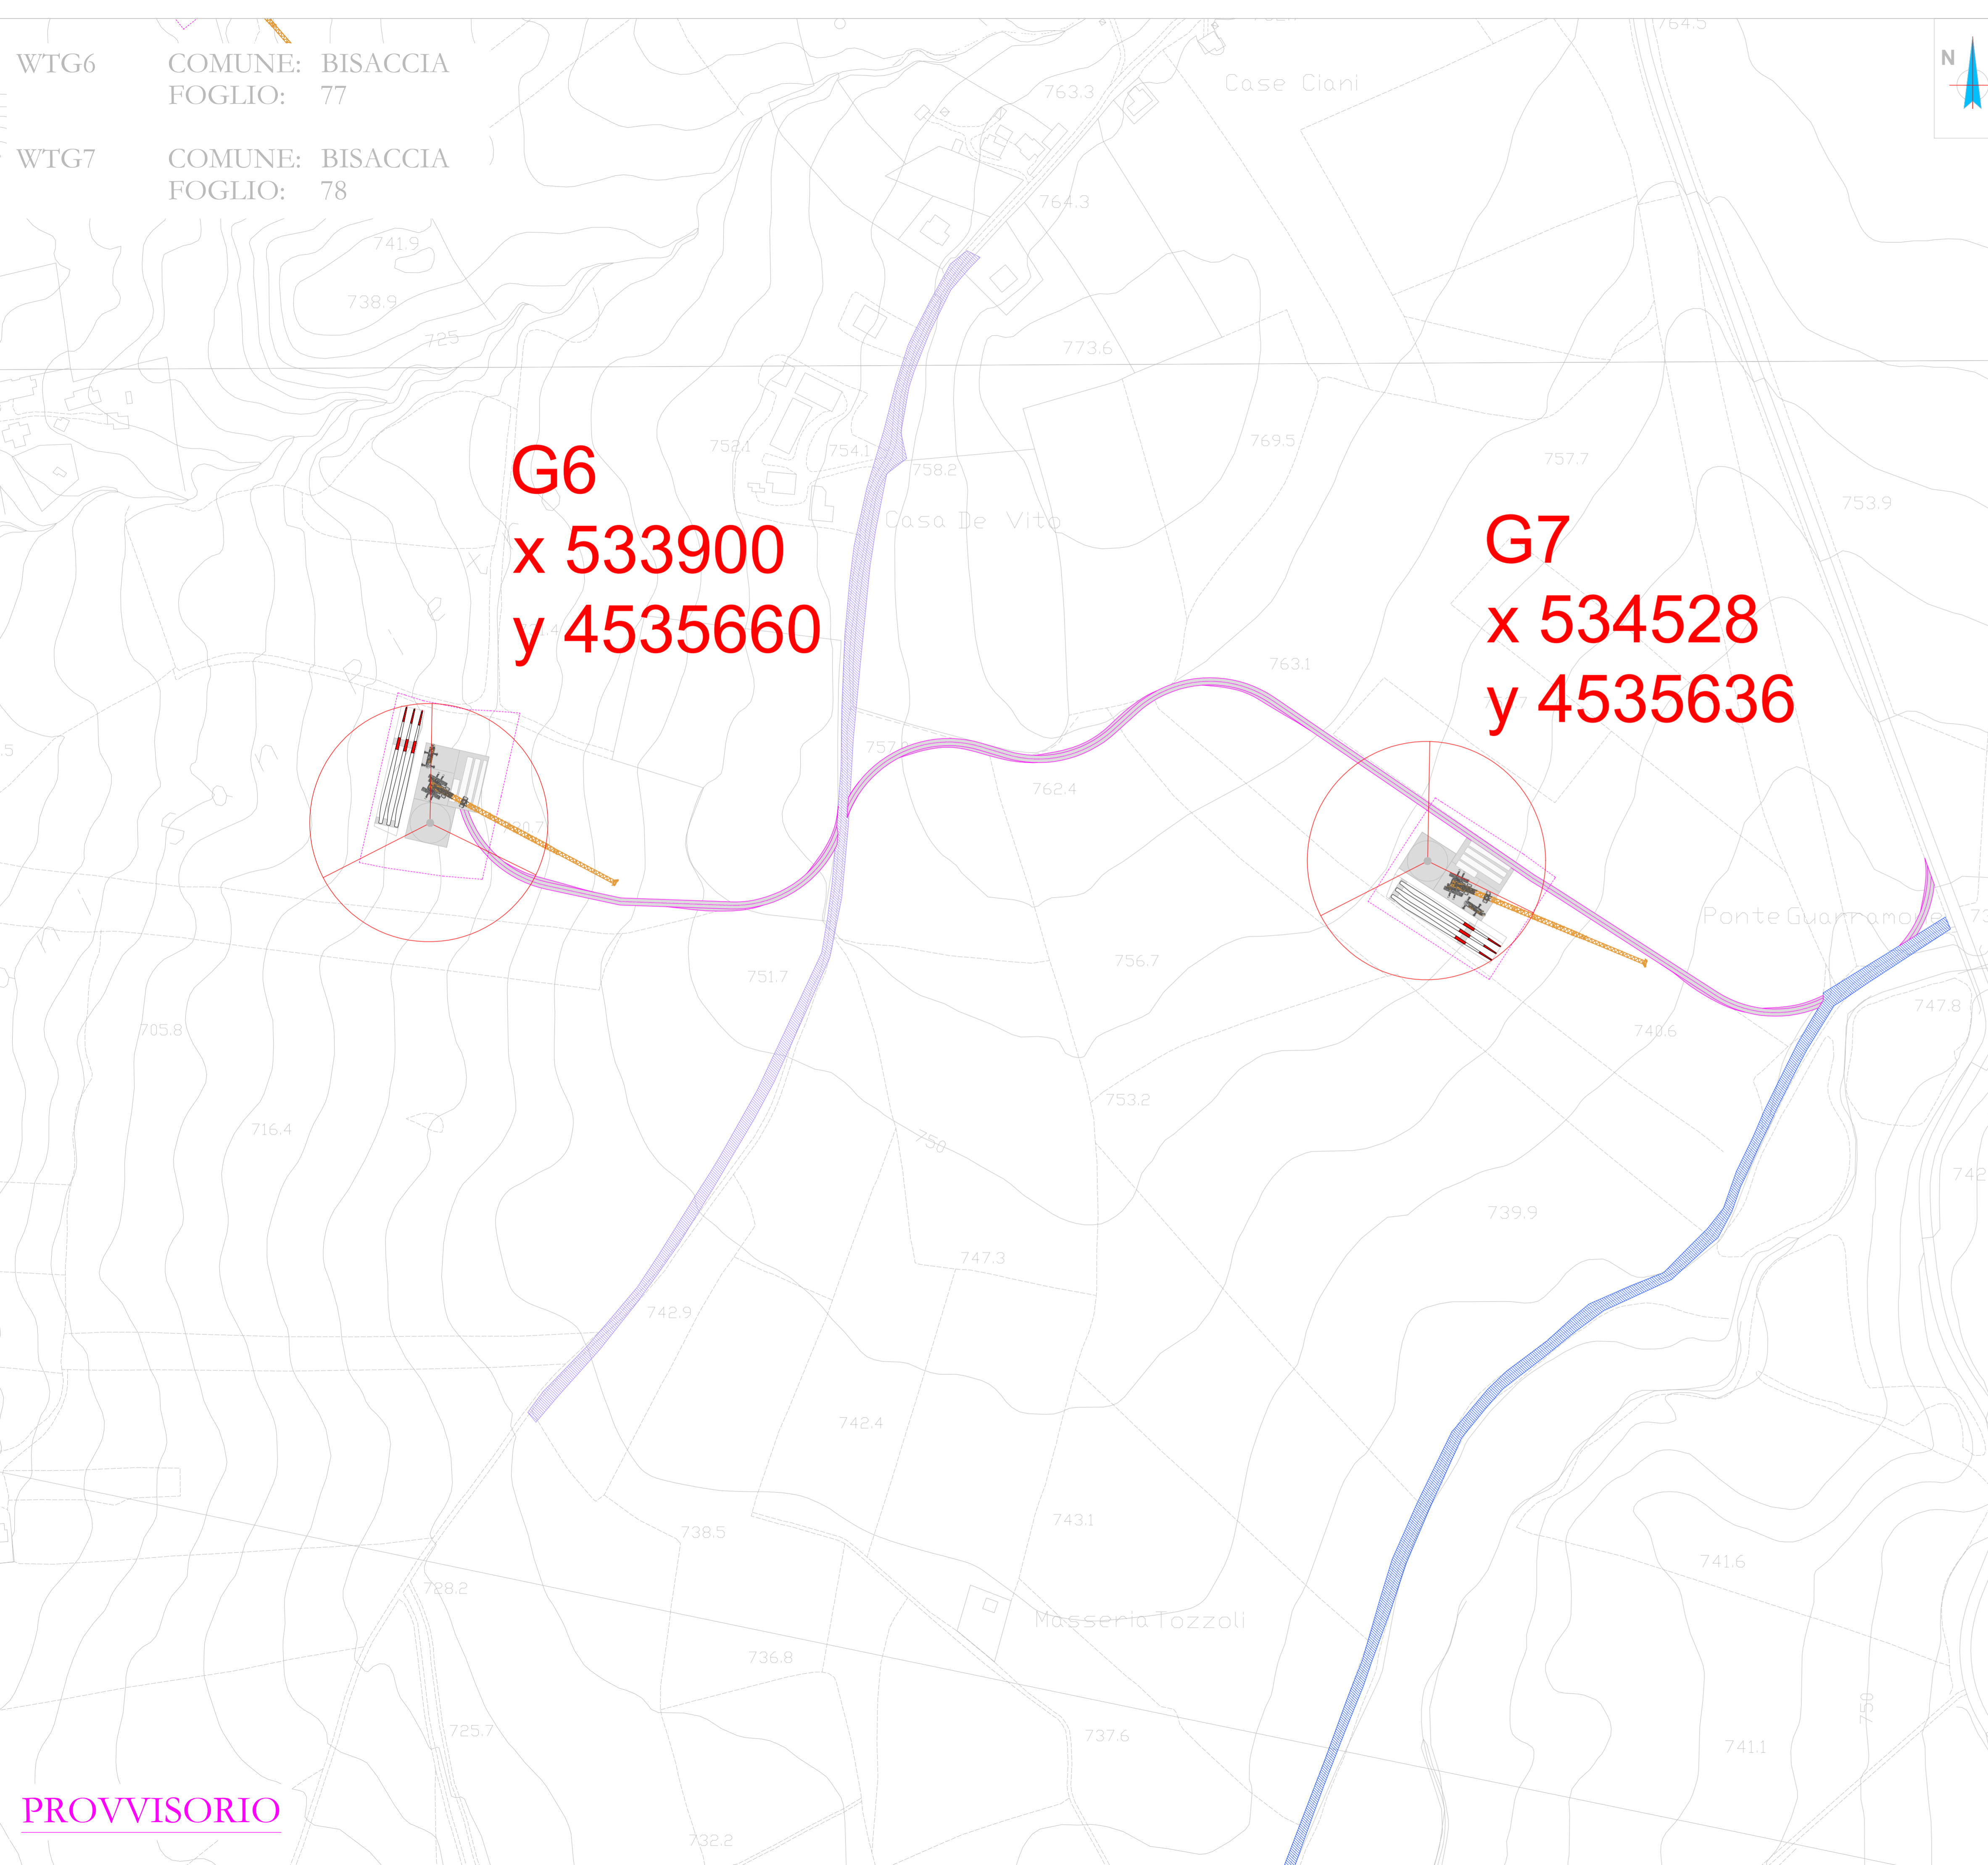 764.5
WTG6 COMUNE: BISACCIA
FOGLIO: 77
N
Case Ciani
763.3
WTG7 COMUNE: BISACCIA
FOGLIO: 78
764.3
741.9
738.9
725
773.6
769.5
752.1
754.1
758.2
757.7
753.9
G6
x 533900
y 4535660
Casa De Vito
G7
x 534528
y 4535636
763.1
762.4
Ponte Guarramone
756.7
751.7
747.8
740.6
705.8
753.2
716.4
750
739.9
747.3
742.9
742.4
743.1
738.5
741.6
728.2
Masseria Tozzoli
736.8
725.7
737.6
750
741.1
PROVVISORIO
732.2